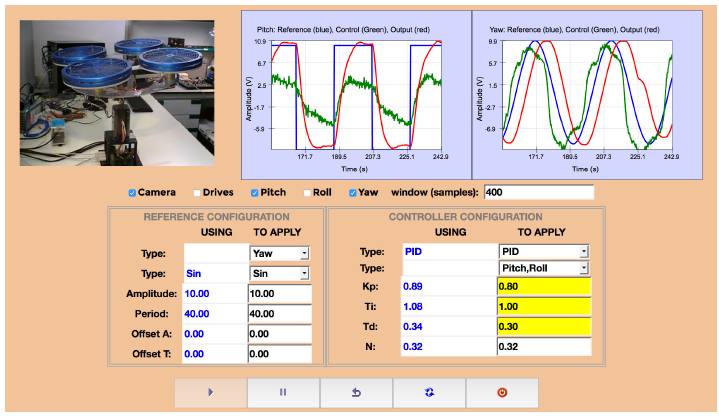 Pitch: Reference (blue), Control (Green), Output (red)
10.9
6.7
2.5
-1.7
-5.9
Amplitude (V)
171.7 189.5 207.3 225.1 242.9
Time (s)
Yaw: Reference (blue), Control (Green), Output (red)
10.9
6.7
2.5
-1.7
-5.9
Amplitude (V)
171.7 189.5 207.3 225.1 242.9
Time (s)
Camera Drives Pitch Roll Yaw window (samples): 400
REFERENCE CONFIGURATION
USING TO APPLY
Type: Yaw
Type: Sin Sin
Amplitude: 10.00 10.00
Period: 40.00 40.00
Offset A: 0.00 0.00
Offset T: 0.00 0.00
CONTROLLER CONFIGURATION
USING TO APPLY
Type: PID PID
Type: Pitch,Roll
Kp: 0.89 0.80
Ti: 1.08 1.00
Td: 0.34 0.30
N: 0.32 0.32